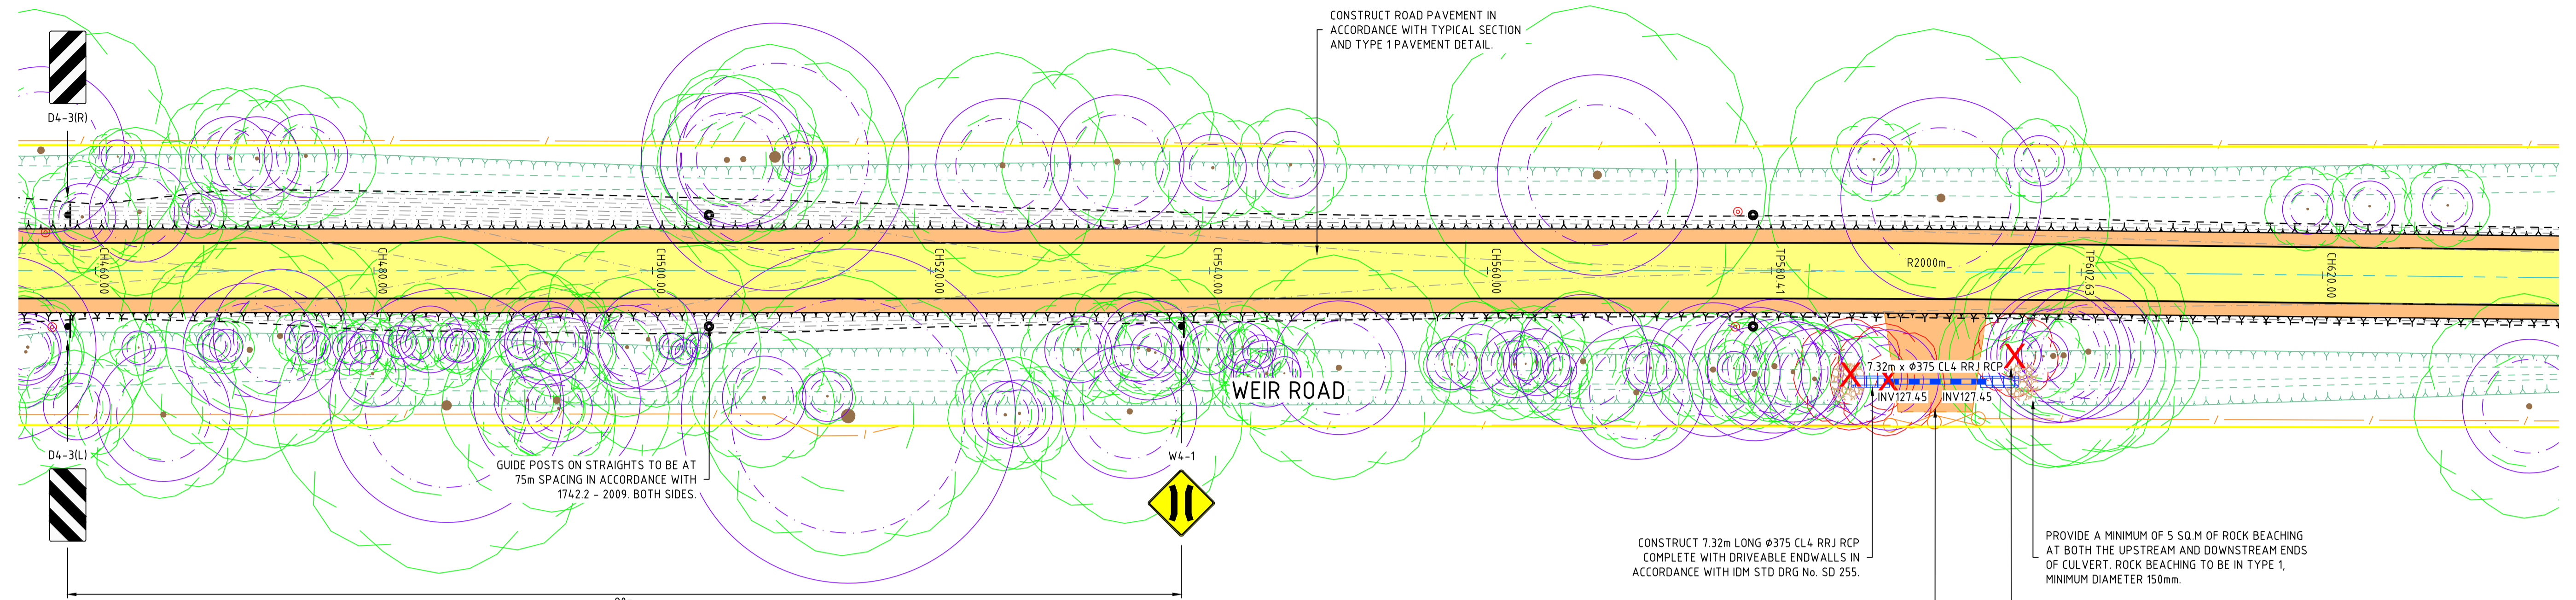 CONSTRUCT ROAD PAVEMENT IN
ACCORDANCE WITH TYPICAL SECTION
AND TYPE 1 PAVEMENT DETAIL.
D4-3(R)
CH460.00
CH480.00
CH500.00
CH520.00
CH540.00
CH560.00
TP580.41
R2000m
TP602.63
CH620.00
7.32m x Ø375 CL4 RRJ RCP
INV127.45
INV127.45
WEIR ROAD
D4-3(L)
GUIDE POSTS ON STRAIGHTS TO BE AT
75m SPACING IN ACCORDANCE WITH
1742.2 - 2009. BOTH SIDES.
W4-1
CONSTRUCT 7.32m LONG Ø375 CL4 RRJ RCP
COMPLETE WITH DRIVEABLE ENDWALLS IN
ACCORDANCE WITH IDM STD DRG No. SD 255.
PROVIDE A MINIMUM OF 5 SQ.M OF ROCK BEACHING
AT BOTH THE UPSTREAM AND DOWNSTREAM ENDS
OF CULVERT. ROCK BEACHING TO BE IN TYPE 1,
MINIMUM DIAMETER 150mm.